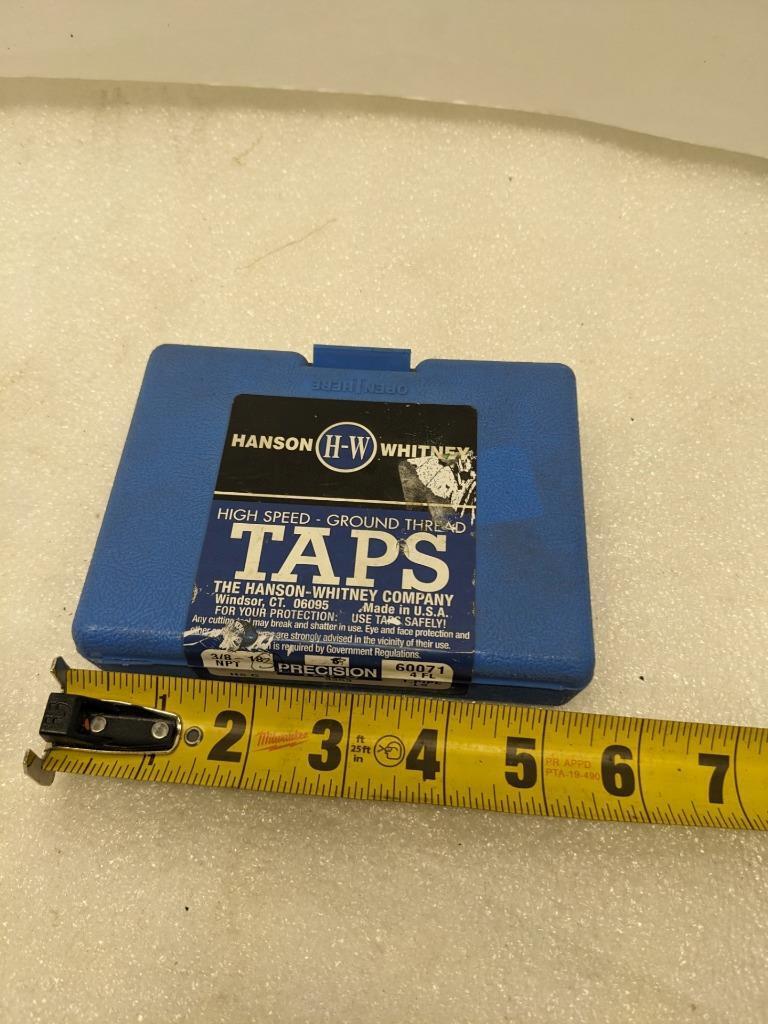 OPEN HERE
HANSON H-W WHITNEY
HIGH SPEED - GROUND THREAD
TAPS
THE HANSON-WHITNEY COMPANY
Windsor, CT. 06095 Made in U.S.A.
FOR YOUR PROTECTION: USE TAPS SAFELY!
Any cutting may break and shatter in use. Eye and face protection and
are strongly advised in the vicinity of their use.
is required by Government Regulations.
3/8 - 18
NPT
PRECISION
60071
4 FL
1 2 Milwaukee 3 ft 25ft in 4 5 PR APPD PTA-19-490 6 7